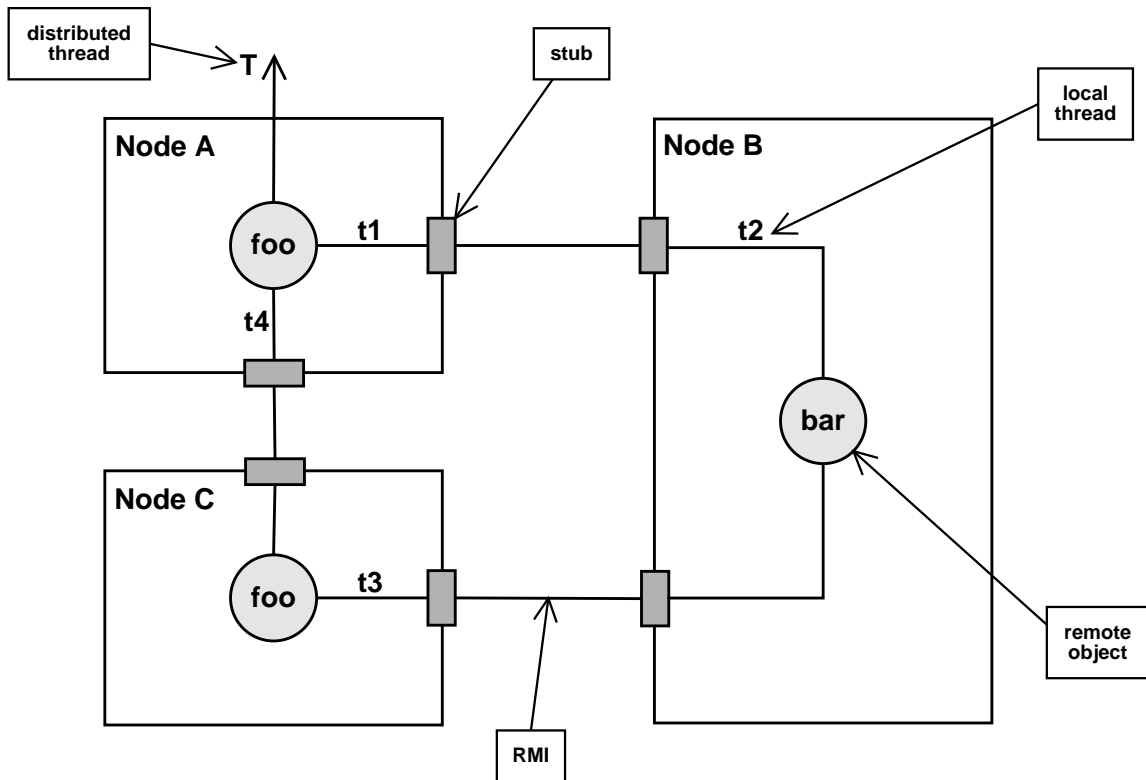 distributed
thread
T
stub
local
thread
Node A
Node B
foo
t1
t2
t4
bar
Node C
foo
t3
remote
object
RMI